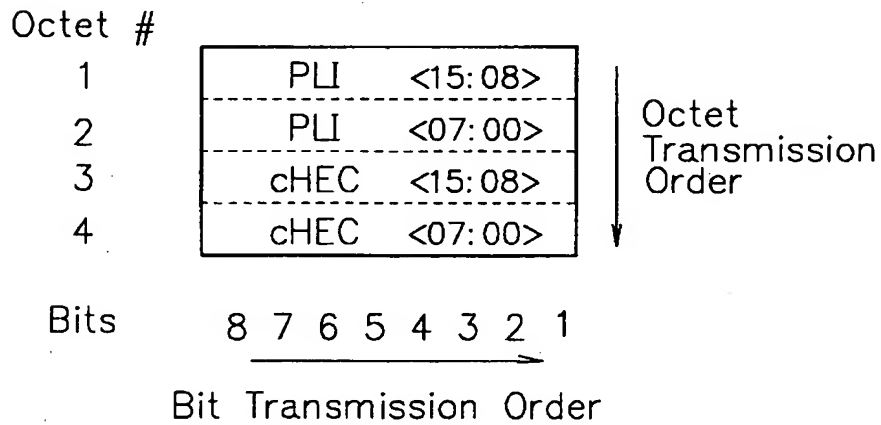 Octet #
1 PLI <15:08>
2 PLI <07:00>
3 cHEC <15:08>
4 cHEC <07:00>
Octet
Transmission
Order
Bits 8 7 6 5 4 3 2 1
Bit Transmission Order